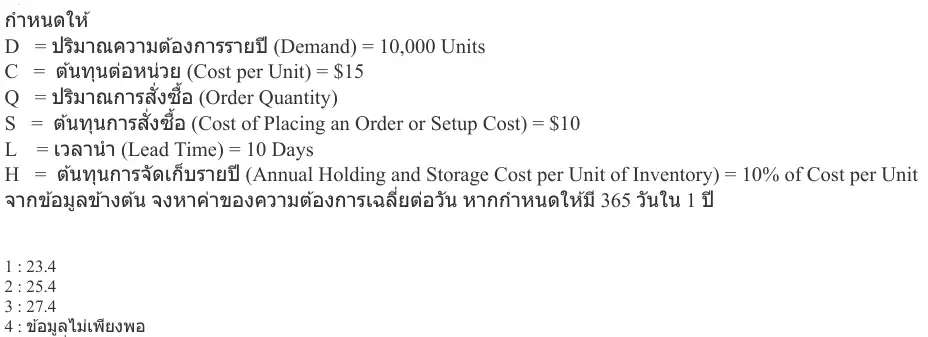 กำหนดให้
D = ปริมาณความต้องการรายปี (Demand) = 10,000 Units
C = ต้นทุนต่อหน่วย (Cost per Unit) = $15
Q = ปริมาณการสั่งซื้อ (Order Quantity)
S = ต้นทุนการสั่งซื้อ (Cost of Placing an Order or Setup Cost) = $10
L = เวลานำ (Lead Time) = 10 Days
H = ต้นทุนการจัดเก็บรายปี (Annual Holding and Storage Cost per Unit of Inventory) = 10% of Cost per Unit
จากข้อมูลข้างต้น จงหาค่าของความต้องการเฉลี่ยต่อวัน หากกำหนดให้มี 365 วันใน 1 ปี
1 : 23.4
2 : 25.4
3 : 27.4
4 : ข้อมูลไม่เพียงพอ